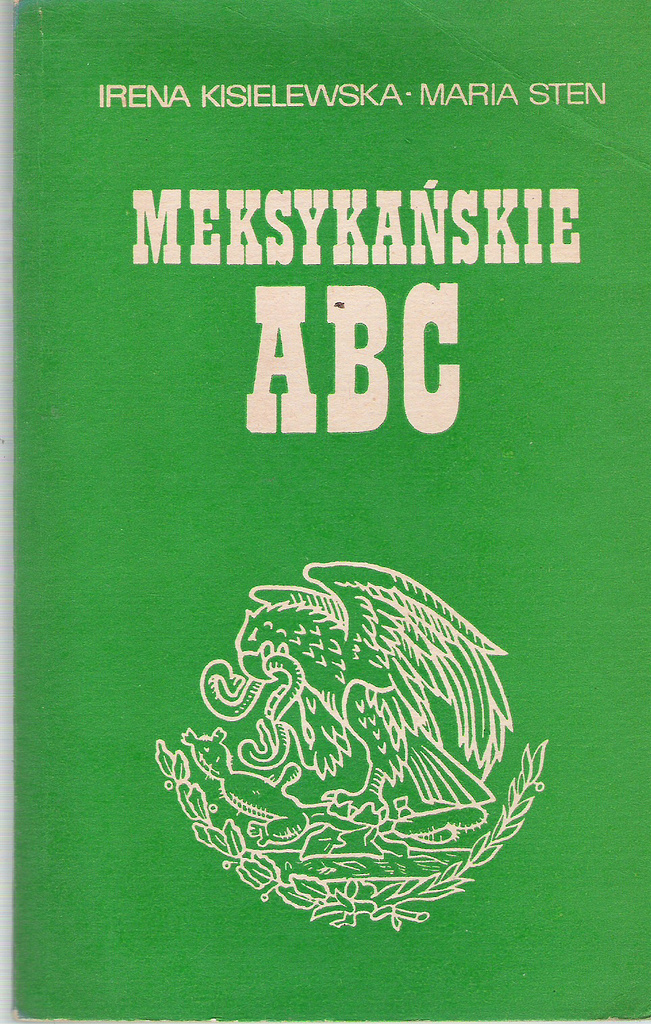 IRENA KISIELEWSKA · MARIA STEN
MEKSYKAŃSKIE
ABC